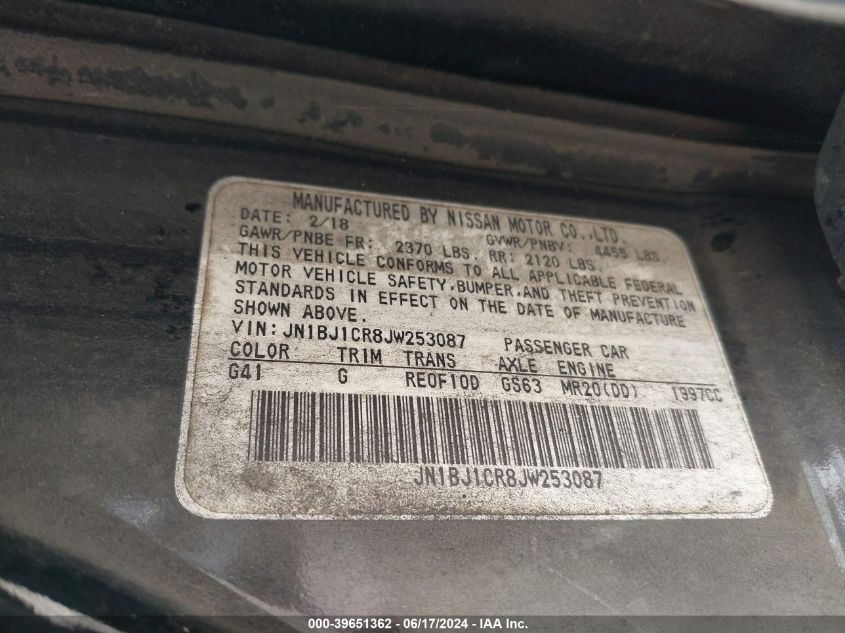 MANUFACTURED BY NISSAN MOTOR CO.,LTD.
DATE: 2/18 GVWR/PNBV: 4455 LBS.
GAWR/PNBE FR: 2370 LBS. RR: 2120 LBS.
THIS VEHICLE CONFORMS TO ALL APPLICABLE FEDERAL
MOTOR VEHICLE SAFETY,BUMPER,AND THEFT PREVENTION
STANDARDS IN EFFECT ON THE DATE OF MANUFACTURE
SHOWN ABOVE.
VIN: JN1BJ1CR8JW253087 PASSENGER CAR
COLOR TRIM TRANS AXLE ENGINE
G41 G RE0F10D GS63 MR20(DD) 1997CC
JN1BJ1CR8JW253087
000-39651362 - 06/17/2024 - IAA Inc.